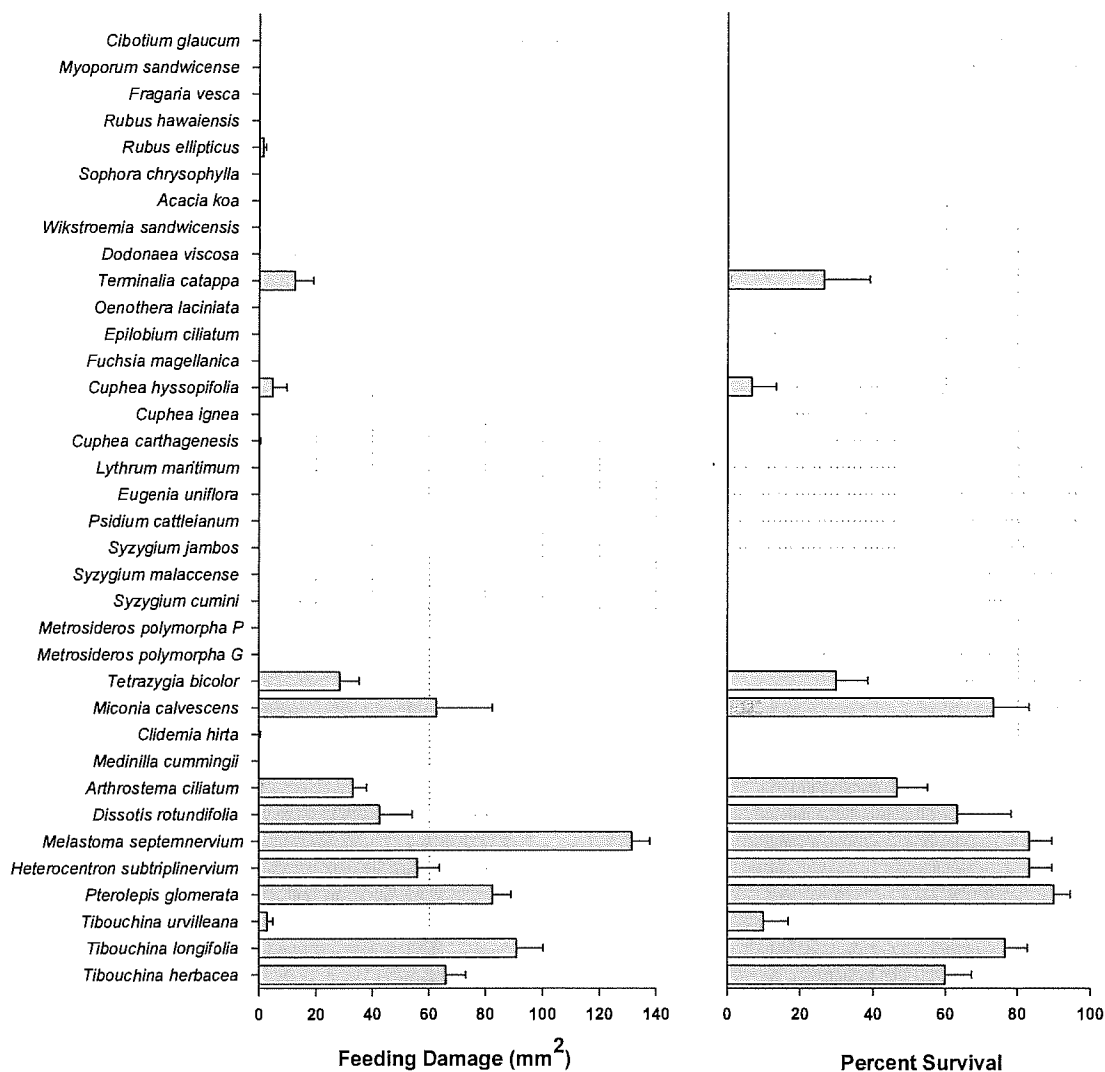 Cibotium glaucum
Myoporum sandwicense
Fragaria vesca
Rubus hawaiensis
Rubus ellipticus
Sophora chrysophylla
Acacia koa
Wikstroemia sandwicensis
Dodonaea viscosa
Terminalia catappa
Oenothera laciniata
Epilobium ciliatum
Fuchsia magellanica
Cuphea hyssopifolia
Cuphea ignea
Cuphea carthagenesis
Lythrum maritimum
Eugenia uniflora
Psidium cattleianum
Syzygium jambos
Syzygium malaccense
Syzygium cumini
Metrosideros polymorpha P
Metrosideros polymorpha G
Tetrazygia bicolor
Miconia calvescens
Clidemia hirta
Medinilla cummingii
Arthrostema ciliatum
Dissotis rotundifolia
Melastoma septemnervium
Heterocentron subtriplinervium
Pterolepis glomerata
Tibouchina urvilleana
Tibouchina longifolia
Tibouchina herbacea
0 20 40 60 80 100 120 140
0 20 40 60 80 100
Feeding Damage (mm²)
Percent Survival